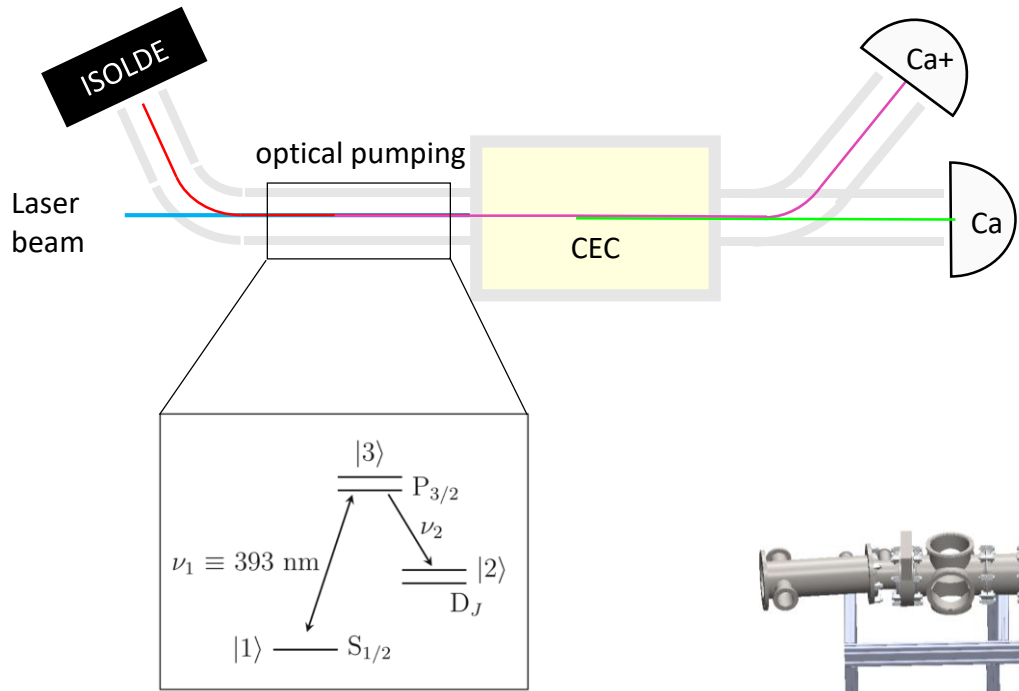 ISOLDE
Ca+
optical pumping
Laser
beam
CEC
Ca
|3⟩
P3/2
ν2
ν1 ≡ 393 nm
|2⟩
DJ
|1⟩
S1/2